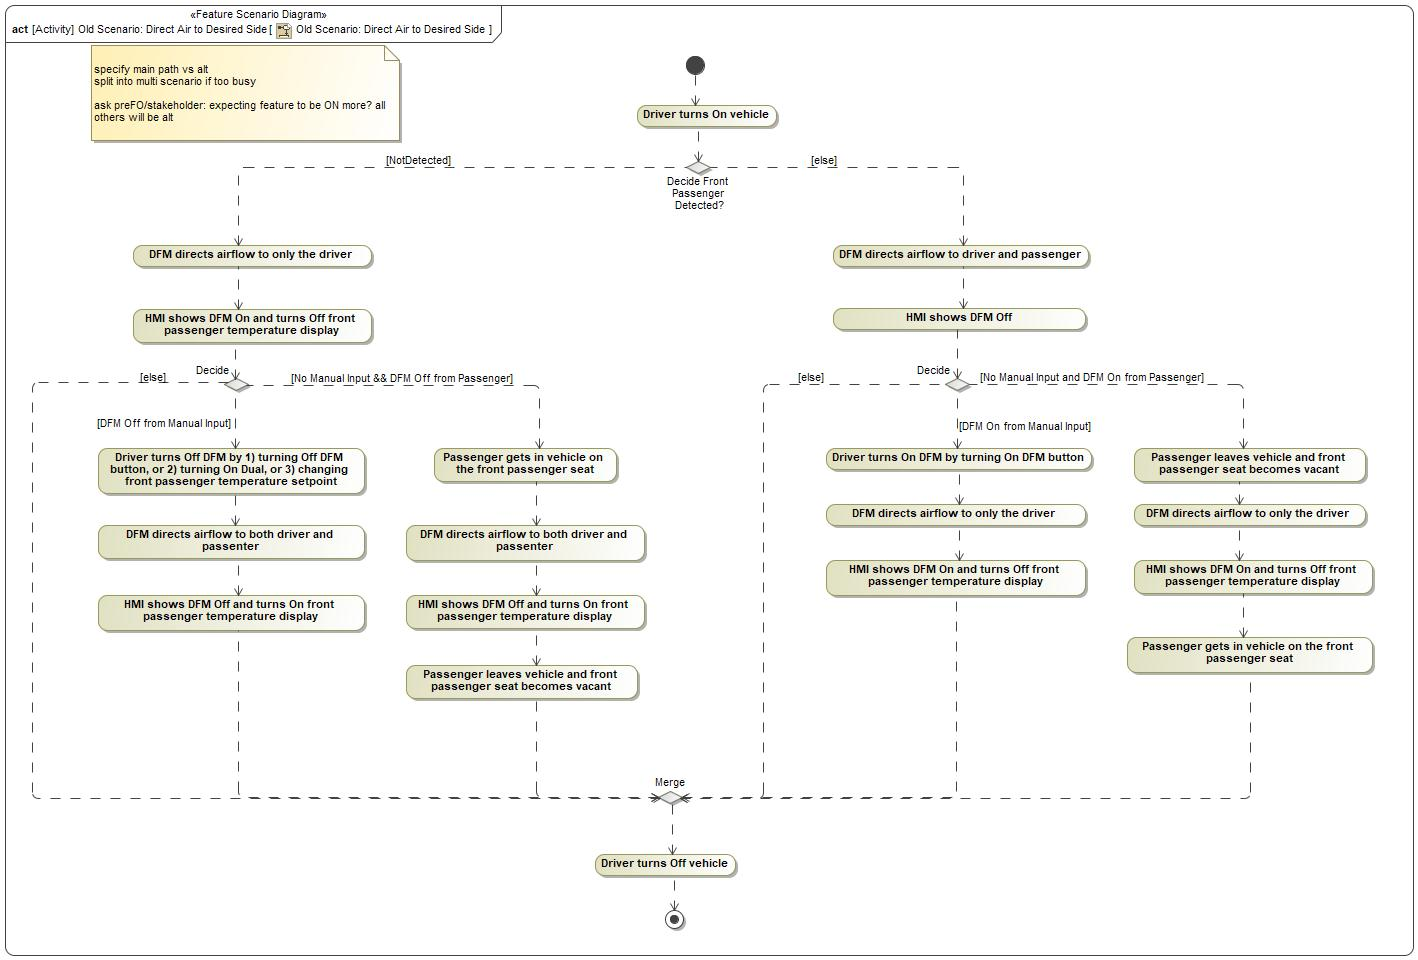 «Feature Scenario Diagram»
act [Activity] Old Scenario: Direct Air to Desired Side [ Old Scenario: Direct Air to Desired Side ]
specify main path vs alt
split into multi scenario if too busy
ask preFO/stakeholder: expecting feature to be ON more? all
others will be alt
Driver turns On vehicle
[NotDetected]
[else]
Decide Front
Passenger
Detected?
DFM directs airflow to only the driver
DFM directs airflow to driver and passenger
HMI shows DFM On and turns Off front
passenger temperature display
HMI shows DFM Off
Decide
[else]
[No Manual Input && DFM Off from Passenger]
[DFM Off from Manual Input]
Decide
[else]
[No Manual Input and DFM On from Passenger]
[DFM On from Manual Input]
Driver turns Off DFM by 1) turning Off DFM
button, or 2) turning On Dual, or 3) changing
front passenger temperature setpoint
Passenger gets in vehicle on
the front passenger seat
Driver turns On DFM by turning On DFM button
Passenger leaves vehicle and front
passenger seat becomes vacant
DFM directs airflow to both driver and
passenter
DFM directs airflow to both driver and
passenter
DFM directs airflow to only the driver
DFM directs airflow to only the driver
HMI shows DFM Off and turns On front
passenger temperature display
HMI shows DFM Off and turns On front
passenger temperature display
HMI shows DFM On and turns Off front
passenger temperature display
HMI shows DFM On and turns Off front
passenger temperature display
Passenger leaves vehicle and front
passenger seat becomes vacant
Passenger gets in vehicle on the front
passenger seat
Merge
Driver turns Off vehicle